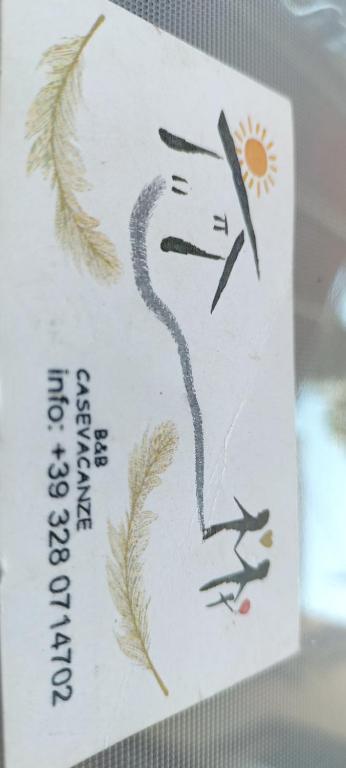 B&B
CASEVACANZE
info: +39 328 0714702